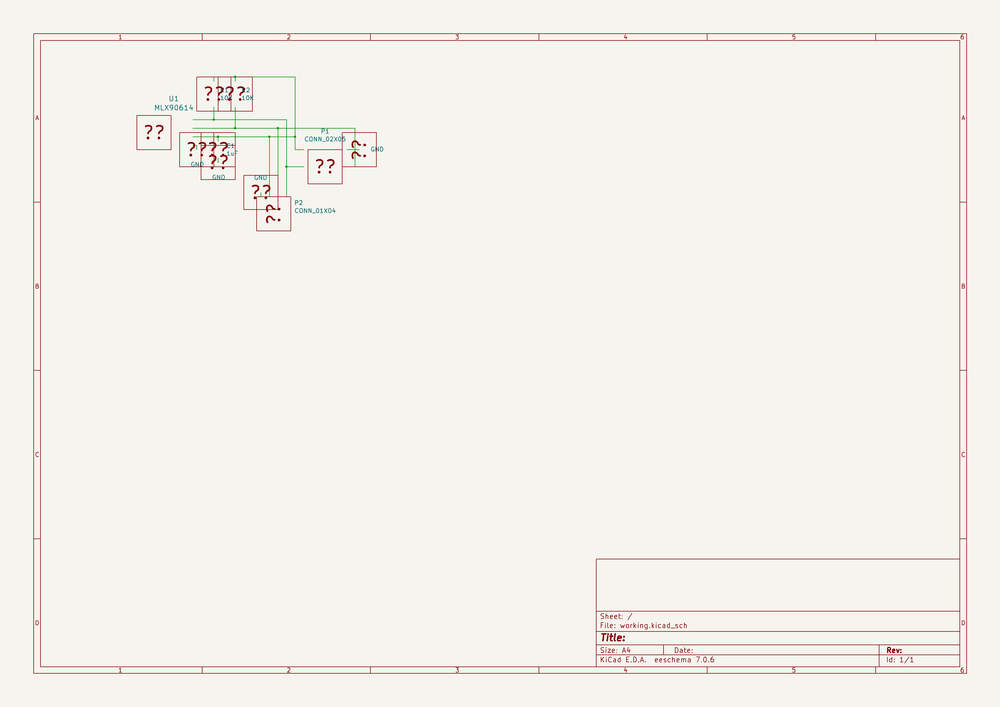 1 2 3 4 5 6
A
B
C
D
U1
MLX90614
??
??
??
10K
P1
CONN_02X05
??
GND
??
??
??
??
.1uF
GND
GND
GND
??
??
P2
CONN_01X04
A
B
C
D
Sheet: /
File: working.kicad_sch
Title:
Size: A4 Date: Rev:
KiCad E.D.A. eeschema 7.0.6 Id: 1/1
1 2 3 4 5 6